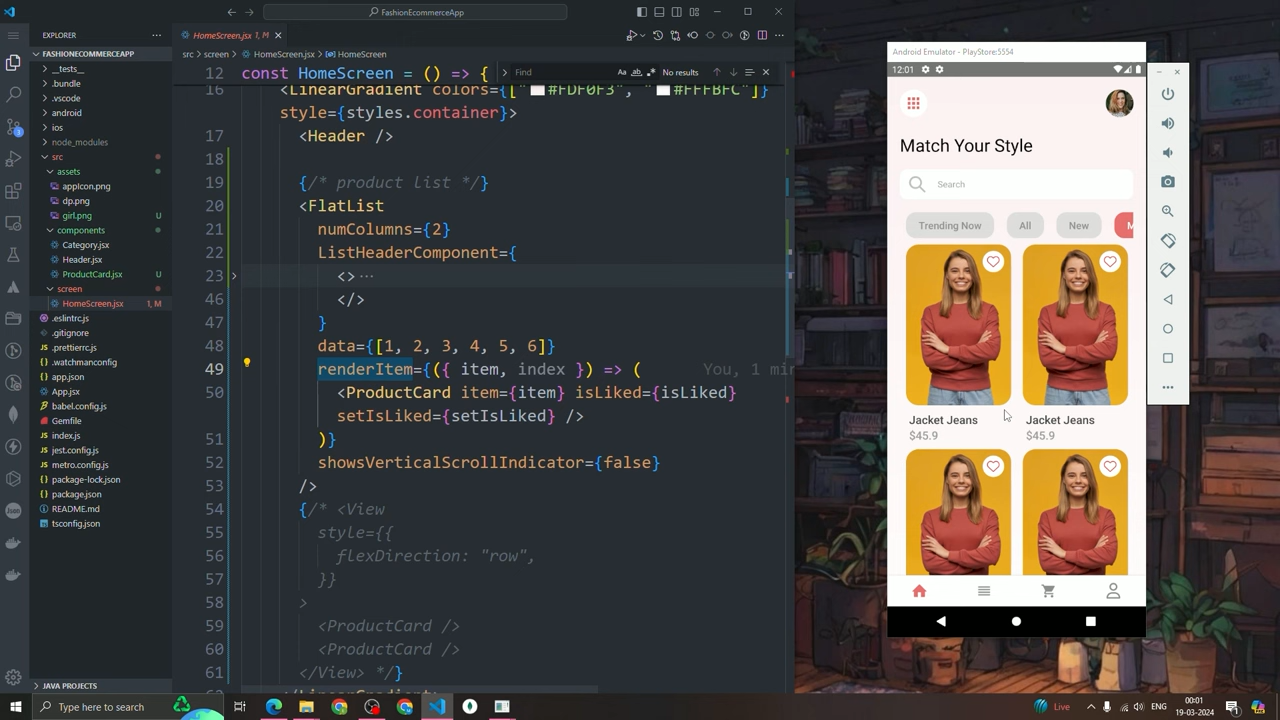 FashionEcommerceApp
EXPLORER
HomeScreen.jsx 1, M
FASHIONECOMMERCEAPP
src > screen > HomeScreen.jsx > HomeScreen
__tests__
.bundle
.vscode
android
ios
node_modules
src
assets
appIcon.png
dp.png
girl.png U
components
Category.jsx
Header.jsx
ProductCard.jsx U
screen
HomeScreen.jsx 1, M
.eslintrc.js
.gitignore
.prettierrc.js
.watchmanconfig
app.json
App.jsx
babel.config.js
Gemfile
index.js
jest.config.js
metro.config.js
package-lock.json
package.json
README.md
tsconfig.json
JAVA PROJECTS
Find
Aa ab .*
No results
12 const HomeScreen = () => {
16 <LinearGradient colors={["#FDF0F3", "#FFFBFC"]}
style={styles.container}>
17 <Header />
18
19 {/* product list */}
20 <FlatList
21 numColumns={2}
22 ListHeaderComponent={
23 <> ...
46 </>
47 }
48 data={[1, 2, 3, 4, 5, 6]}
49 renderItem={({ item, index }) => ( You, 1 mi
50 <ProductCard item={item} isLiked={isLiked}
setIsLiked={setIsLiked} />
51 )}
52 showsVerticalScrollIndicator={false}
53 />
54 {/* <View
55 style={{
56 flexDirection: "row",
57 }}
58 >
59 <ProductCard />
60 <ProductCard />
61 </View> */}
Android Emulator - PlayStore:5554
12:01
Match Your Style
Search
Trending Now All New M
Jacket Jeans Jacket Jeans
$45.9 $45.9
Type here to search
Live
ENG
00:01
19-03-2024